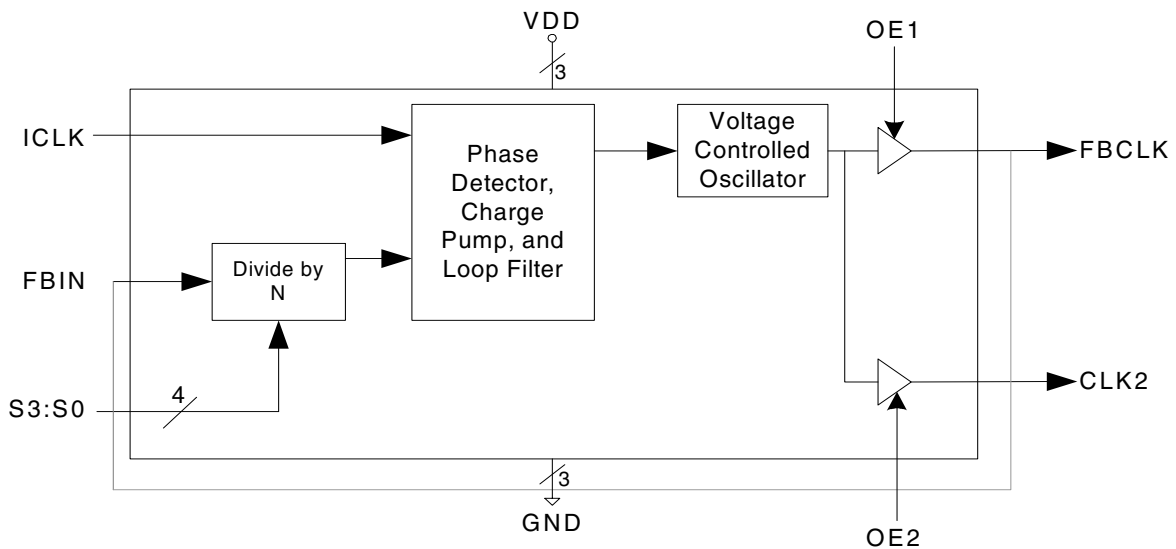 VDD
3
OE1
ICLK
Phase
Detector,
Charge
Pump, and
Loop Filter
Voltage
Controlled
Oscillator
FBCLK
FBIN
Divide by
N
S3:S0
4
CLK2
3
GND
OE2